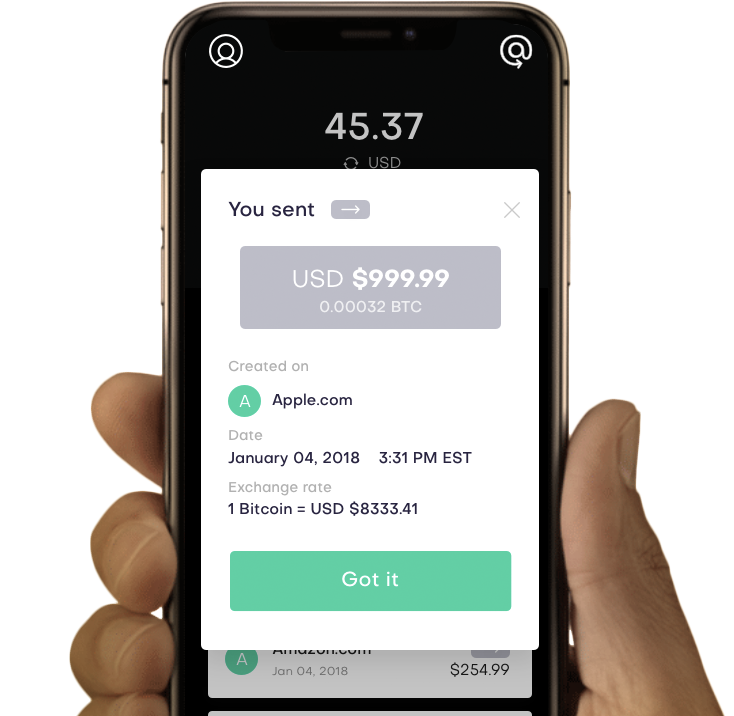 45.37
USD
You sent
USD $999.99
0.00032 BTC
Created on
A Apple.com
Date
January 04, 2018 3:31 PM EST
Exchange rate
1 Bitcoin = USD $8333.41
Got it
A Amazon.com
Jan 04, 2018 $254.99